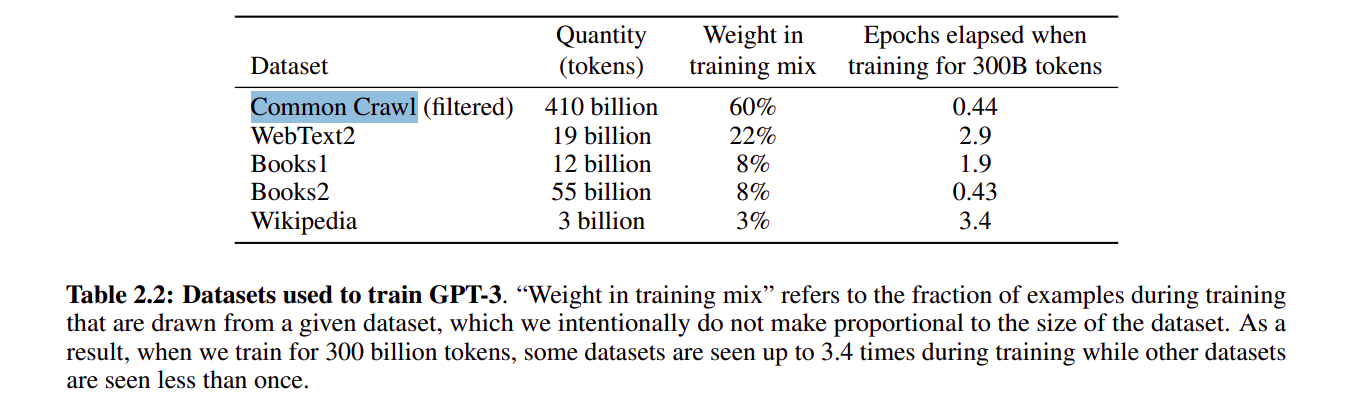 Quantity Weight in Epochs elapsed when
Dataset (tokens) training mix training for 300B tokens
Common Crawl (filtered) 410 billion 60% 0.44
WebText2 19 billion 22% 2.9
Books1 12 billion 8% 1.9
Books2 55 billion 8% 0.43
Wikipedia 3 billion 3% 3.4
Table 2.2: Datasets used to train GPT-3. “Weight in training mix” refers to the fraction of examples during training
that are drawn from a given dataset, which we intentionally do not make proportional to the size of the dataset. As a
result, when we train for 300 billion tokens, some datasets are seen up to 3.4 times during training while other datasets
are seen less than once.